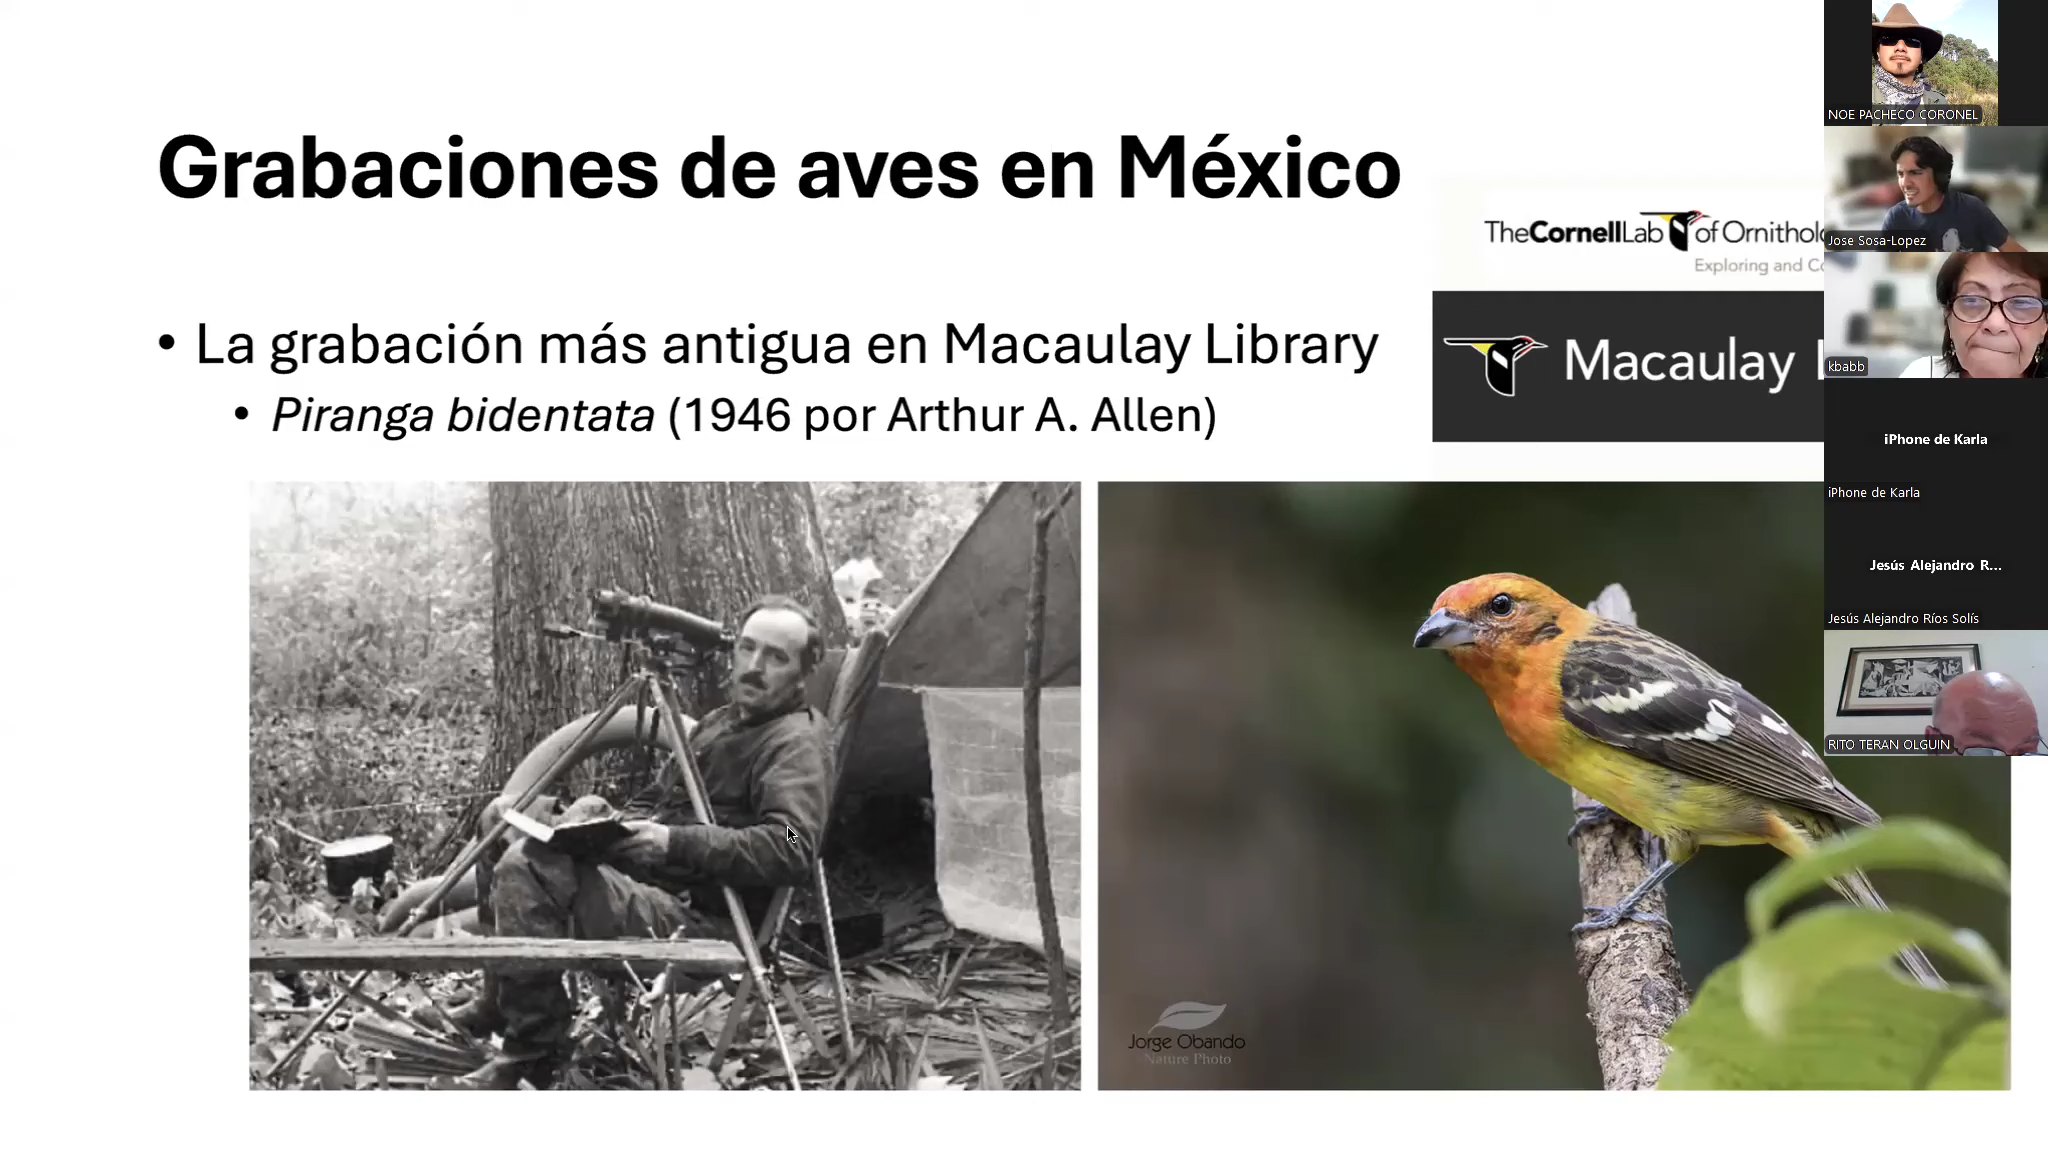 Grabaciones de aves en México
TheCornellLab of Ornitholo
Exploring and Co
• La grabación más antigua en Macaulay Library
• Piranga bidentata (1946 por Arthur A. Allen)
Macaulay
Jorge Obando
Nature Photo
NOE PACHECO CORONEL
Jose Sosa-Lopez
kbabb
iPhone de Karla
iPhone de Karla
Jesús Alejandro R...
Jesús Alejandro Ríos Solís
RITO TERAN OLGUIN